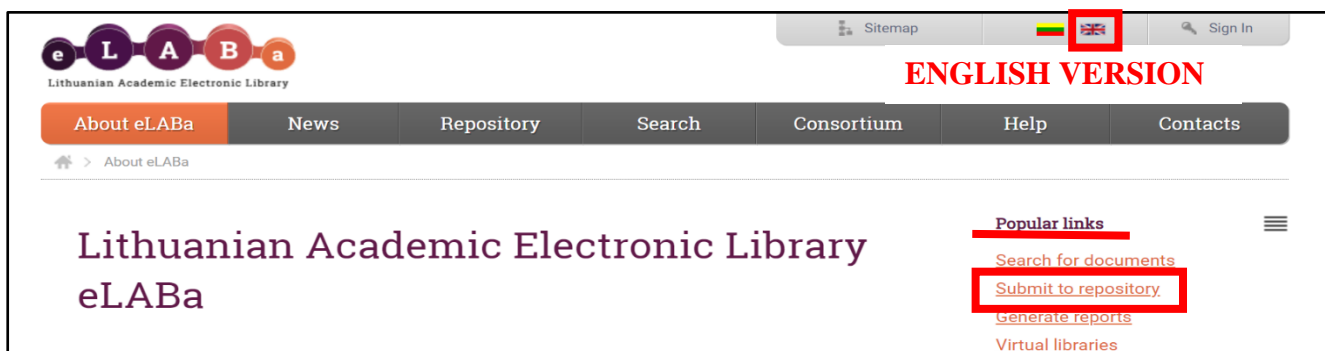 Sitemap
Sign In
e L A B a
Lithuanian Academic Electronic Library
ENGLISH VERSION
About eLABa News Repository Search Consortium Help Contacts
> About eLABa
Lithuanian Academic Electronic Library
eLABa
Popular links
Search for documents
Submit to repository
Generate reports
Virtual libraries